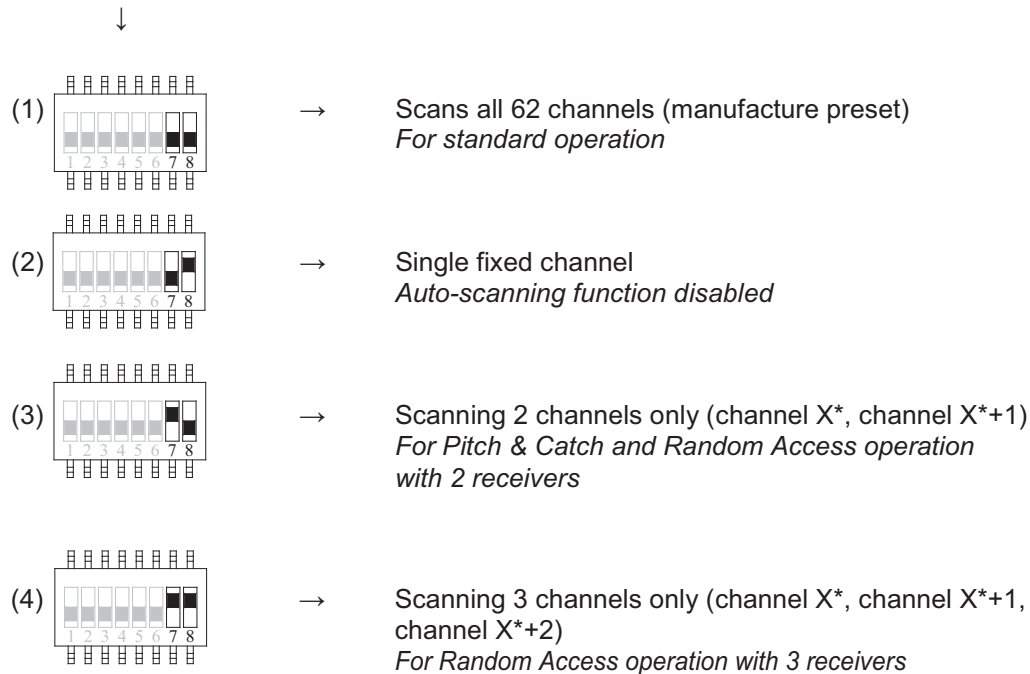 ↓
(1) → Scans all 62 channels (manufacture preset)
For standard operation
1 2 3 4 5 6 7 8
(2) → Single fixed channel
Auto-scanning function disabled
1 2 3 4 5 6 7 8
(3) → Scanning 2 channels only (channel X*, channel X*+1)
For Pitch & Catch and Random Access operation
with 2 receivers
1 2 3 4 5 6 7 8
(4) → Scanning 3 channels only (channel X*, channel X*+1,
channel X*+2)
For Random Access operation with 3 receivers
1 2 3 4 5 6 7 8